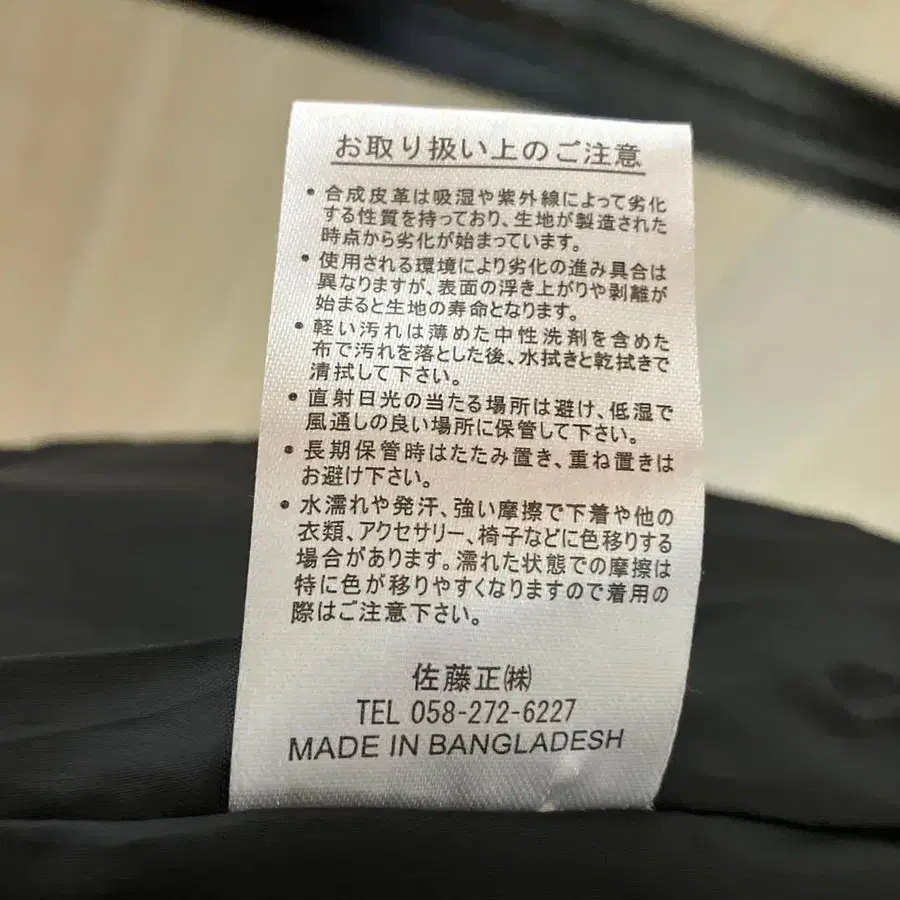 お取り扱い上のご注意
• 合成皮革は吸湿や紫外線によって劣化
する性質を持っており、生地が製造された
時点から劣化が始まっています。
• 使用される環境により劣化の進み具合は
異なりますが、表面の浮き上がりや剥離が
始まると生地の寿命となります。
• 軽い汚れは薄めた中性洗剤を含めた
布で汚れを落とした後、水拭きと乾拭きで
清拭して下さい。
• 直射日光の当たる場所は避け、低湿で
風通しの良い場所に保管して下さい。
• 長期保管時はたたみ置き、重ね置きは
お避け下さい。
• 水濡れや発汗、強い摩擦で下着や他の
衣類、アクセサリー、椅子などに色移りする
場合があります。濡れた状態での摩擦は
特に色が移りやすくなりますので着用の
際はご注意下さい。
佐藤正㈱
TEL 058-272-6227
MADE IN BANGLADESH